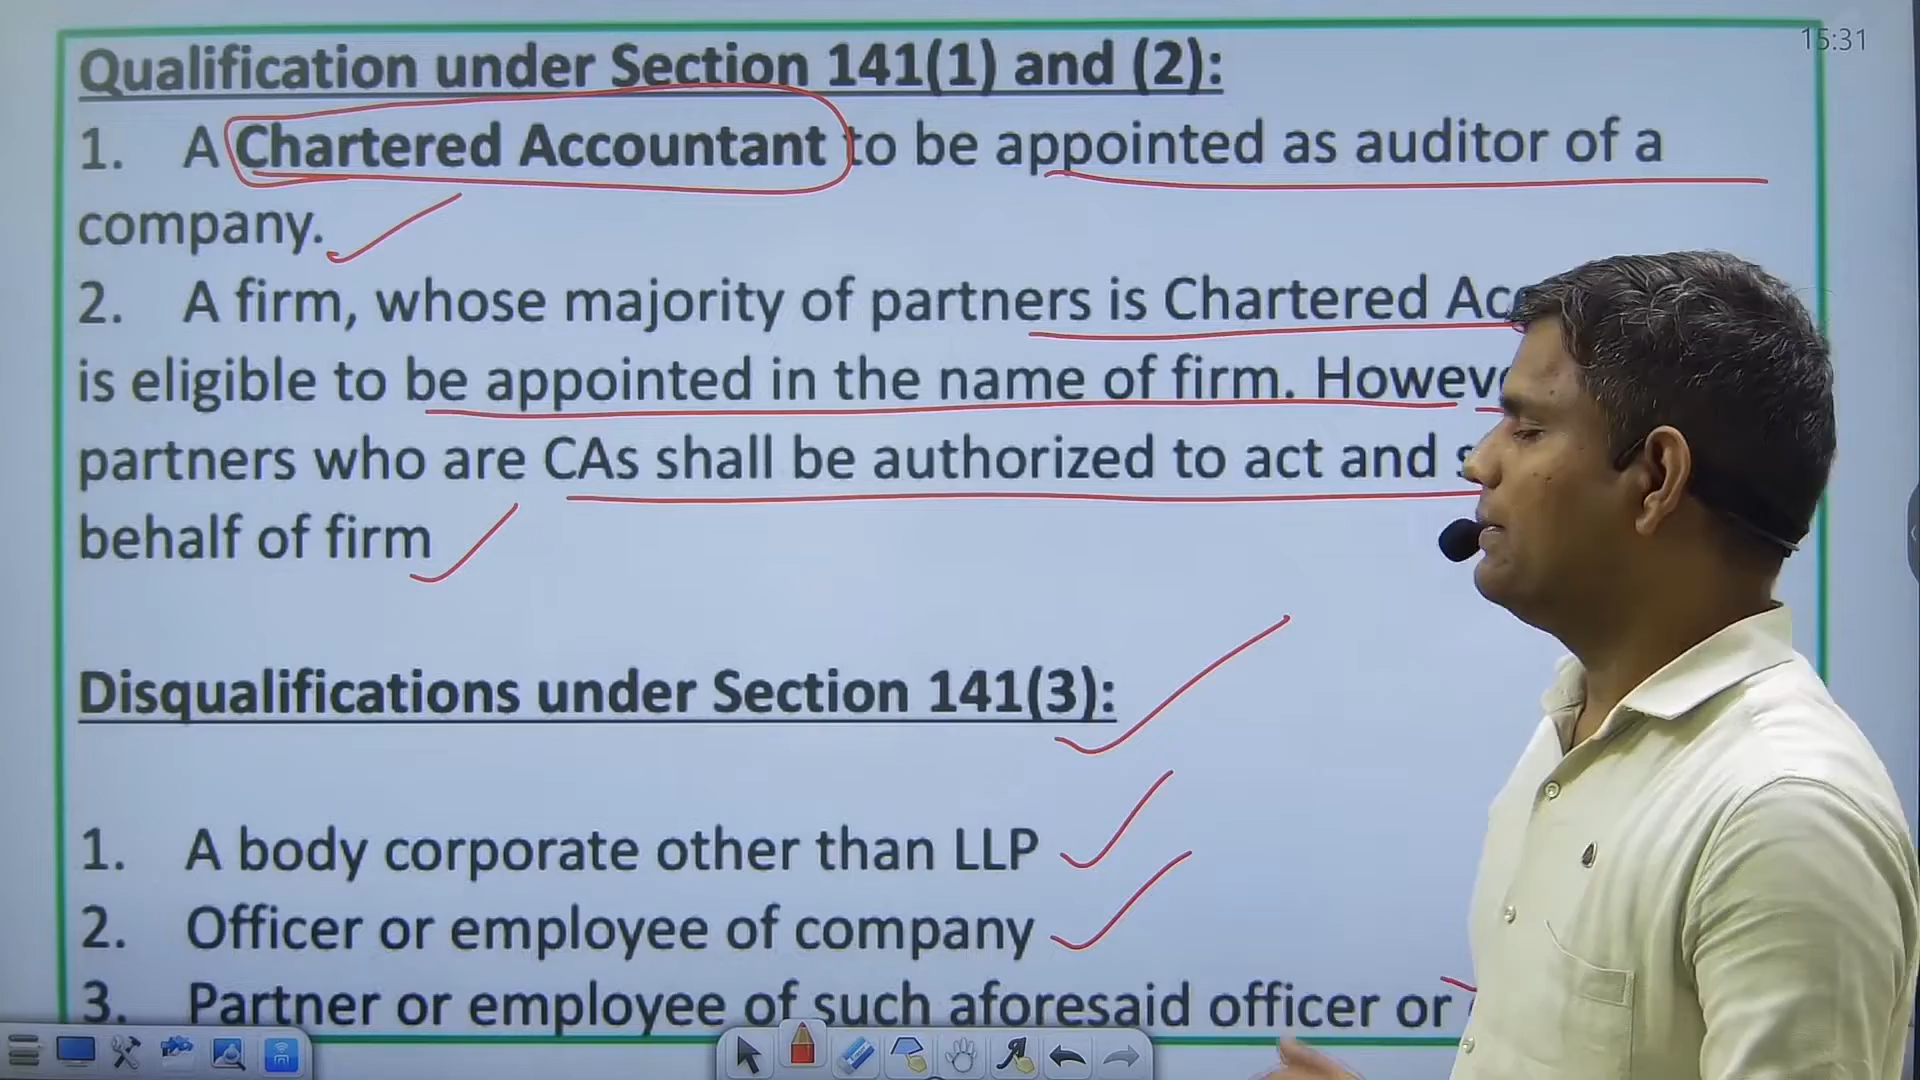 15:31
Qualification under Section 141(1) and (2):
1. A Chartered Accountant to be appointed as auditor of a
company.
2. A firm, whose majority of partners is Chartered
is eligible to be appointed in the name of firm.
partners who are CAs shall be authorized to act and
behalf of firm
Disqualifications under Section 141(3):
1. A body corporate other than LLP
2. Officer or employee of company
3. Partner or employee of such aforesaid officer or